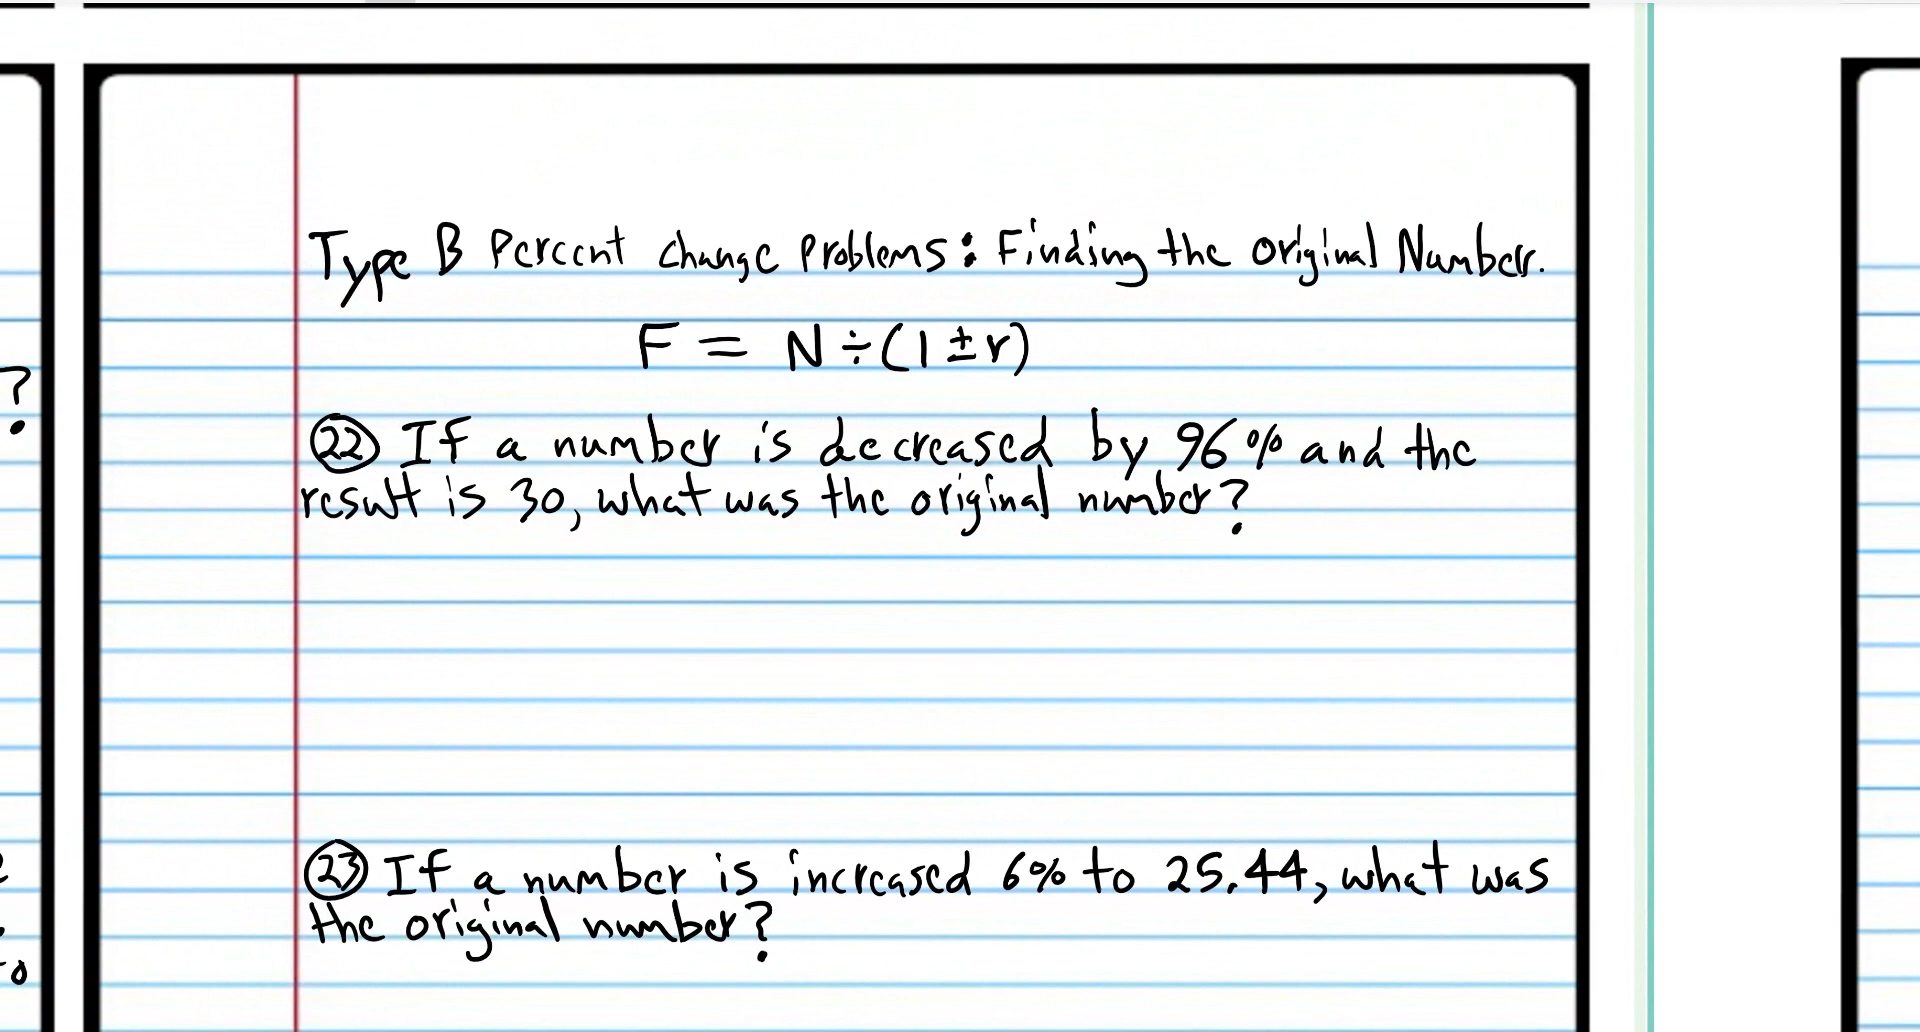 Type B Percent change Problems: Finding the original Number.
F = N ÷ (1 ± r)
22 If a number is decreased by 96% and the
result is 30, what was the original number?
23 If a number is increased 6% to 25.44, what was
the original number?
?
to